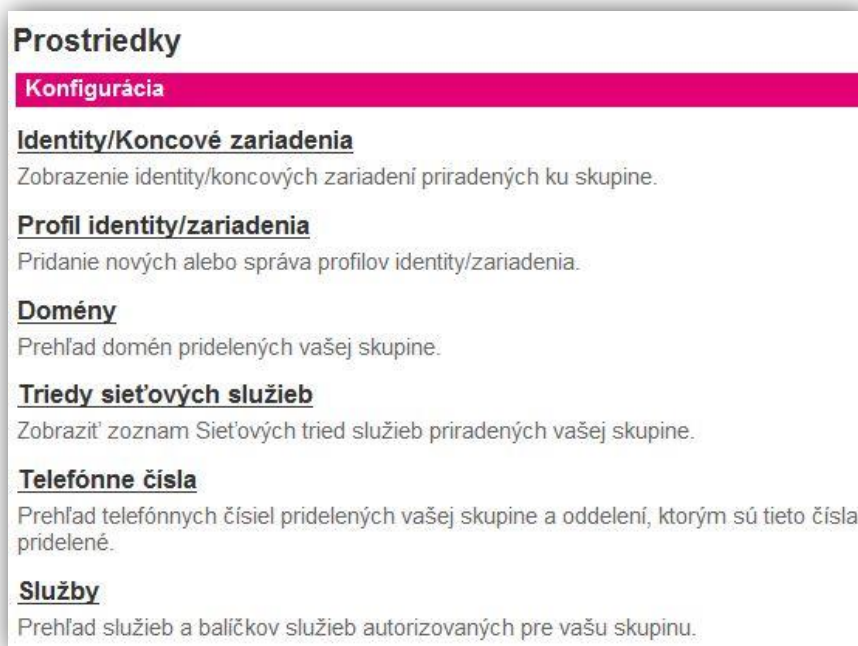 Prostriedky
Konfigurácia
Identity/Koncové zariadenia
Zobrazenie identity/koncových zariadení priradených ku skupine.
Profil identity/zariadenia
Pridanie nových alebo správa profilov identity/zariadenia.
Domény
Prehľad domén pridelených vašej skupine.
Triedy sieťových služieb
Zobraziť zoznam Sieťových tried služieb priradených vašej skupine.
Telefónne čísla
Prehľad telefónnych čísiel pridelených vašej skupine a oddelení, ktorým sú tieto čísla
pridelené.
Služby
Prehľad služieb a balíčkov služieb autorizovaných pre vašu skupinu.